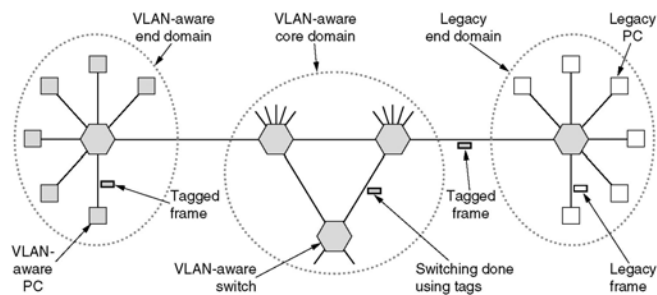 VLAN-aware
end domain
VLAN-aware
core domain
Legacy
end domain
Legacy
PC
Tagged
frame
Tagged
frame
VLAN-
aware
PC
VLAN-aware
switch
Switching done
using tags
Legacy
frame